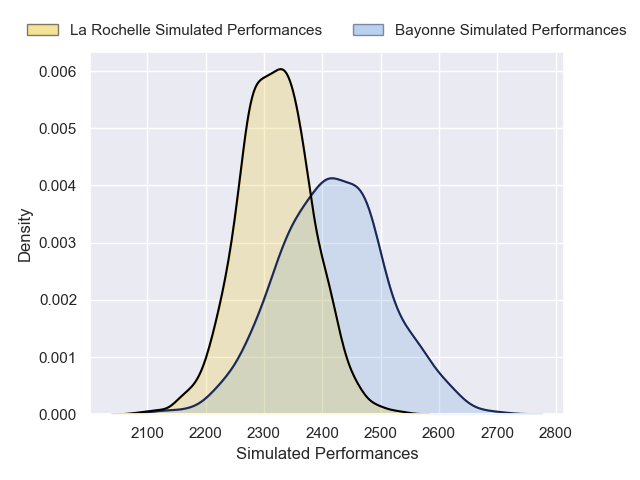 La Rochelle Simulated Performances Bayonne Simulated Performances
0.006
0.005
0.004
0.003
0.002
0.001
0.000
Density
2100 2200 2300 2400 2500 2600 2700 2800
Simulated Performances